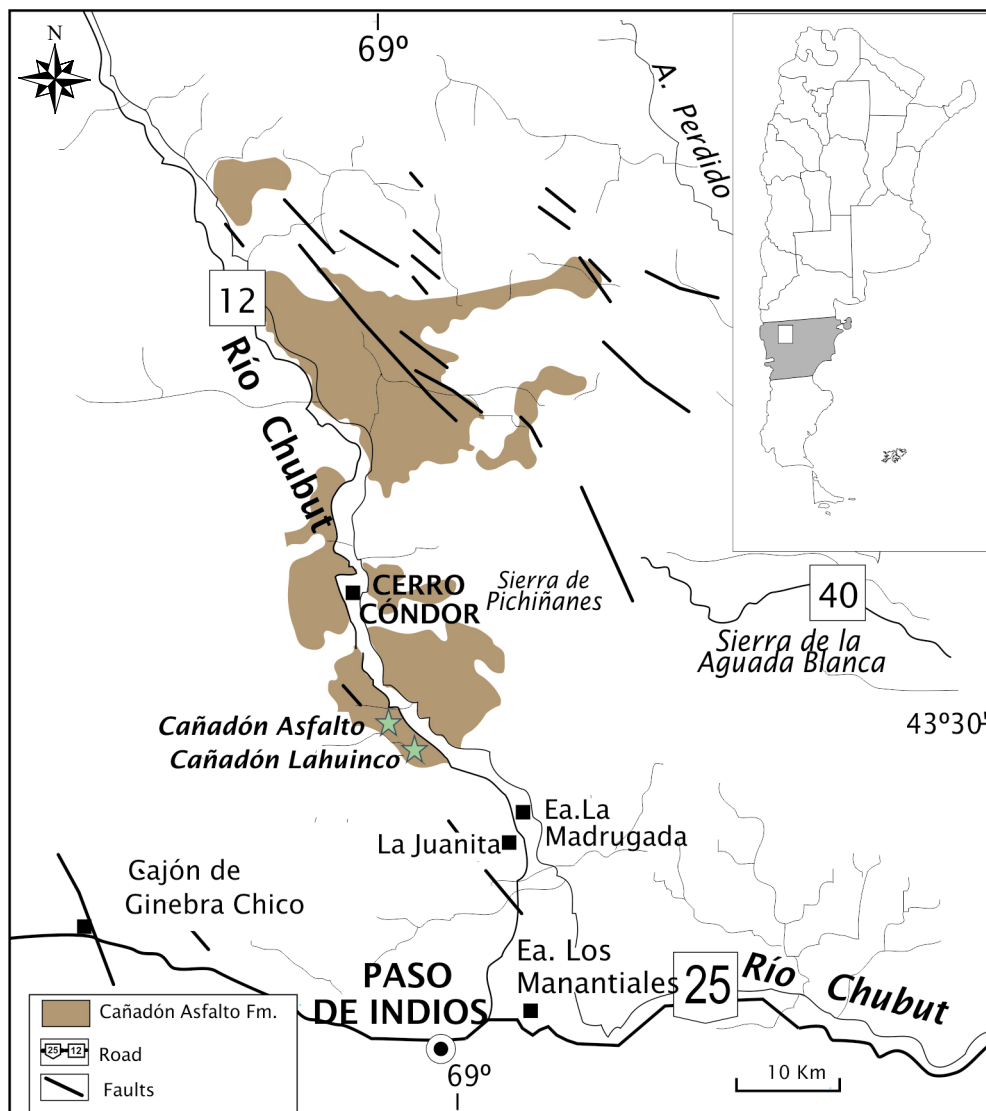 N
69º
A. Perdido
12
Río Chubut
CERRO
CÓNDOR
Sierra de
Pichiñanes
40
Sierra de la
Aguada Blanca
43º30'
Cañadón Asfalto
Cañadón Lahuinco
Ea.La
Madrugada
La Juanita
Gajón de
Ginebra Chico
Ea. Los
Manantiales
25
Río Chubut
PASO
DE INDIOS
69º
10 Km
Cañadón Asfalto Fm.
25 12 Road
Faults